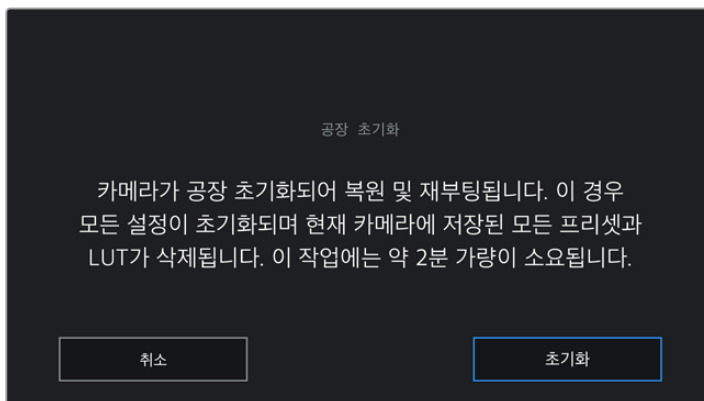 공장 초기화
카메라가 공장 초기화되어 복원 및 재부팅됩니다. 이 경우
모든 설정이 초기화되며 현재 카메라에 저장된 모든 프리셋과
LUT가 삭제됩니다. 이 작업에는 약 2분 가량이 소요됩니다.
취소 초기화